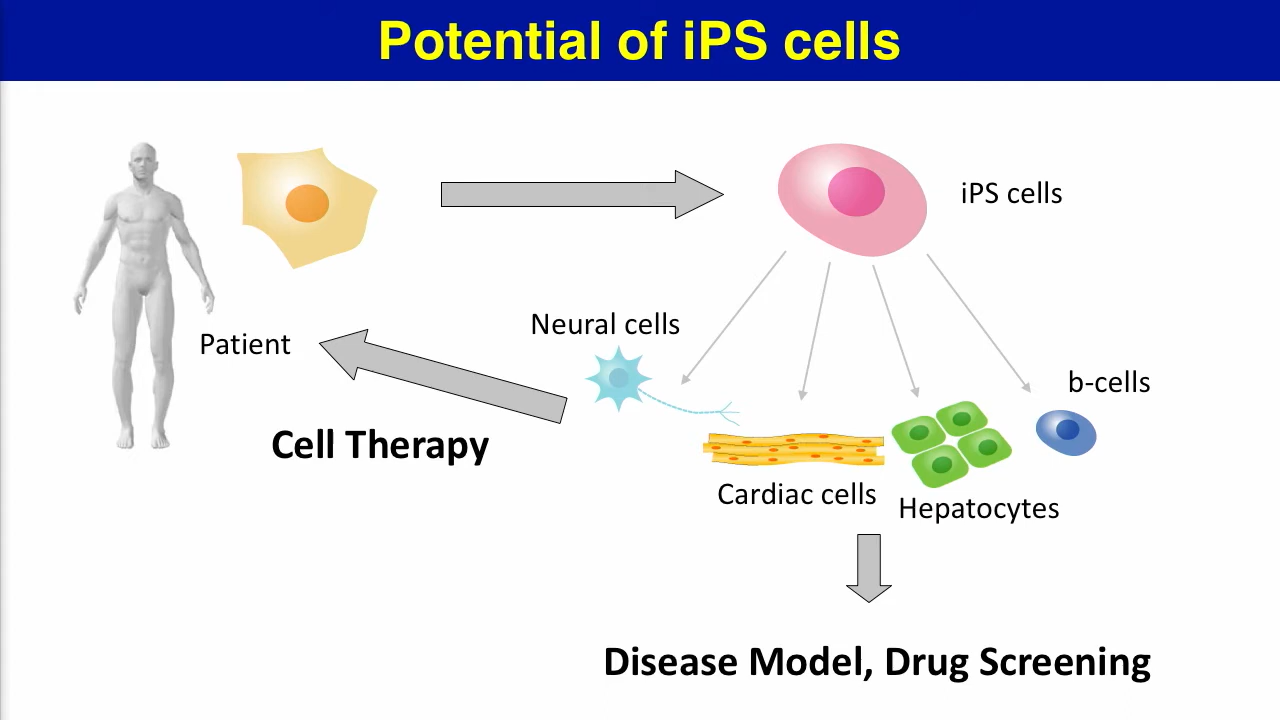 Potential of iPS cells
iPS cells
Neural cells
Patient
b-cells
Cell Therapy
Cardiac cells
Hepatocytes
Disease Model, Drug Screening